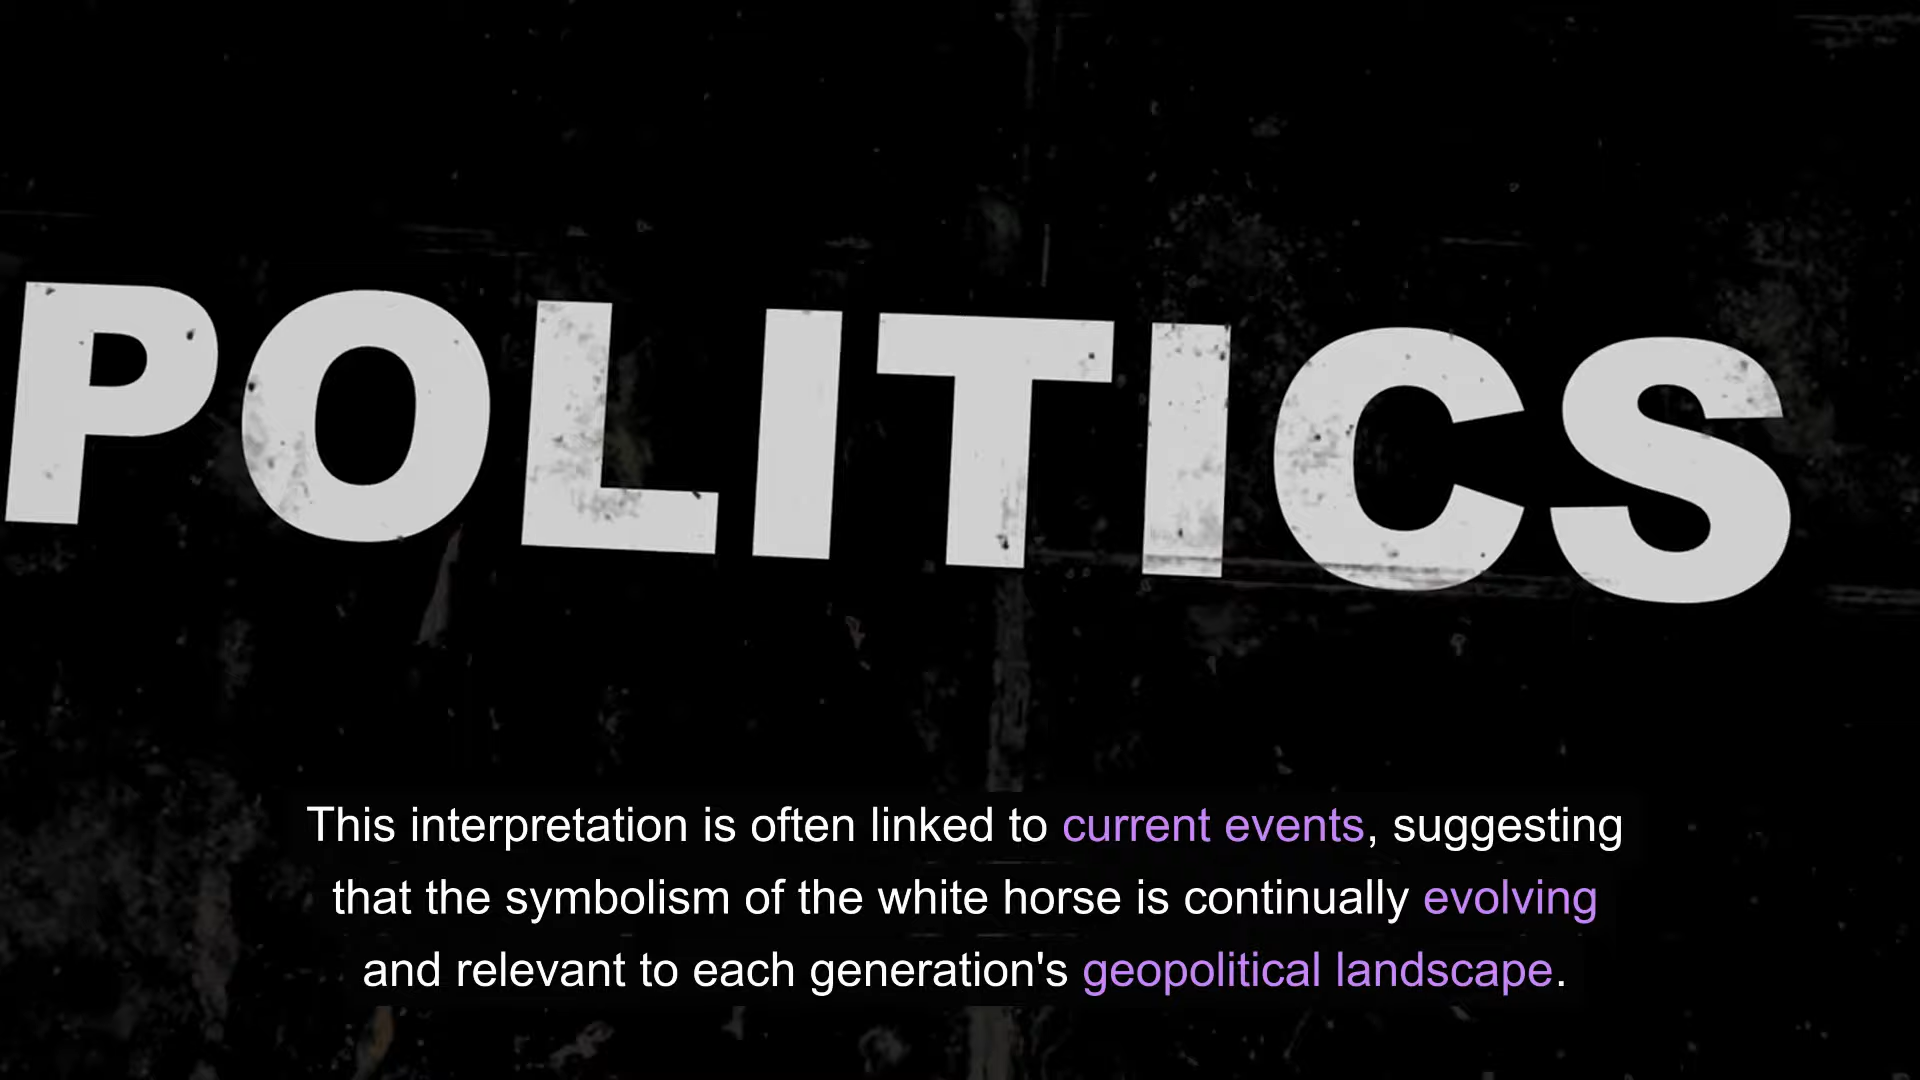 POLITICS
This interpretation is often linked to current events, suggesting
that the symbolism of the white horse is continually evolving
and relevant to each generation's geopolitical landscape.